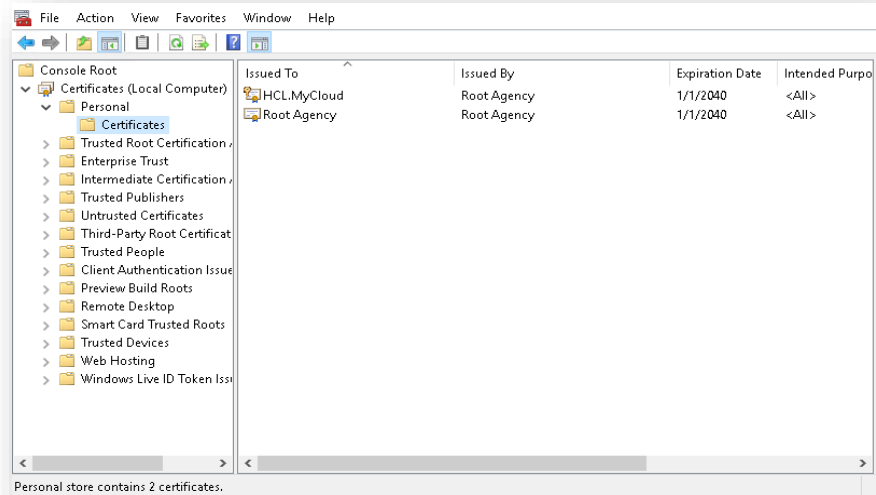 File Action View Favorites Window Help
Console Root
Certificates (Local Computer)
Personal
Certificates
Trusted Root Certification
Enterprise Trust
Intermediate Certification
Trusted Publishers
Untrusted Certificates
Third-Party Root Certificat
Trusted People
Client Authentication Issue
Preview Build Roots
Remote Desktop
Smart Card Trusted Roots
Trusted Devices
Web Hosting
Windows Live ID Token Iss
Issued To Issued By Expiration Date Intended Purpo
HCL.MyCloud Root Agency 1/1/2040 <All>
Root Agency Root Agency 1/1/2040 <All>
Personal store contains 2 certificates.